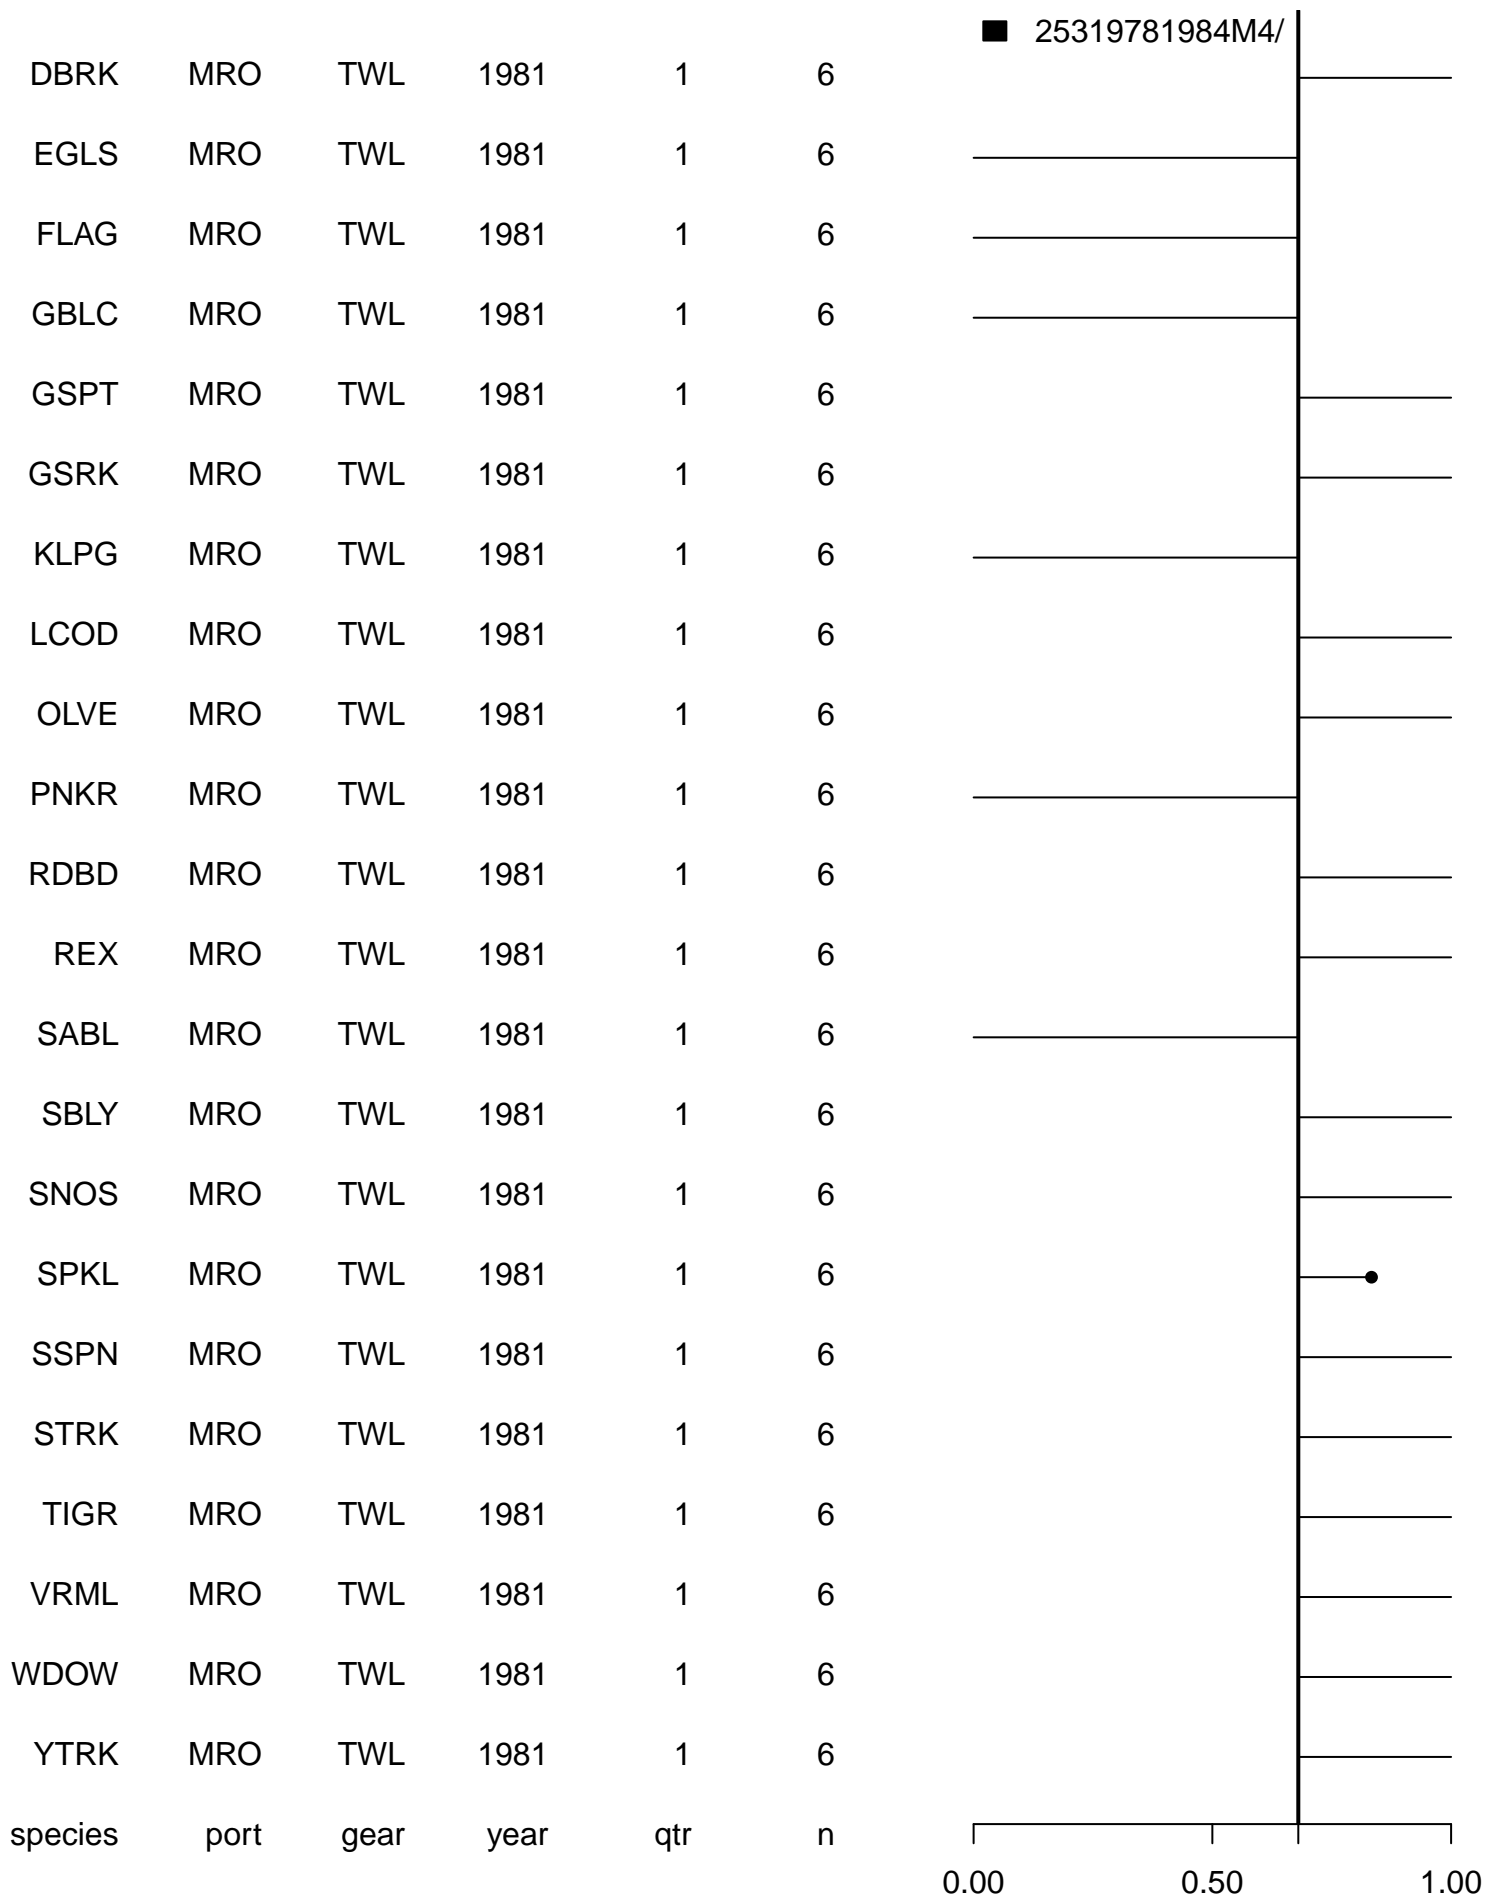 25319781984M4/
DBRK MRO TWL 1981 1 6
EGLS MRO TWL 1981 1 6
FLAG MRO TWL 1981 1 6
GBLC MRO TWL 1981 1 6
GSPT MRO TWL 1981 1 6
GSRK MRO TWL 1981 1 6
KLPG MRO TWL 1981 1 6
LCOD MRO TWL 1981 1 6
OLVE MRO TWL 1981 1 6
PNKR MRO TWL 1981 1 6
RDBD MRO TWL 1981 1 6
REX MRO TWL 1981 1 6
SABL MRO TWL 1981 1 6
SBLY MRO TWL 1981 1 6
SNOS MRO TWL 1981 1 6
SPKL MRO TWL 1981 1 6
SSPN MRO TWL 1981 1 6
STRK MRO TWL 1981 1 6
TIGR MRO TWL 1981 1 6
VRML MRO TWL 1981 1 6
WDOW MRO TWL 1981 1 6
YTRK MRO TWL 1981 1 6
species port gear year qtr n
0.00 0.50 1.00